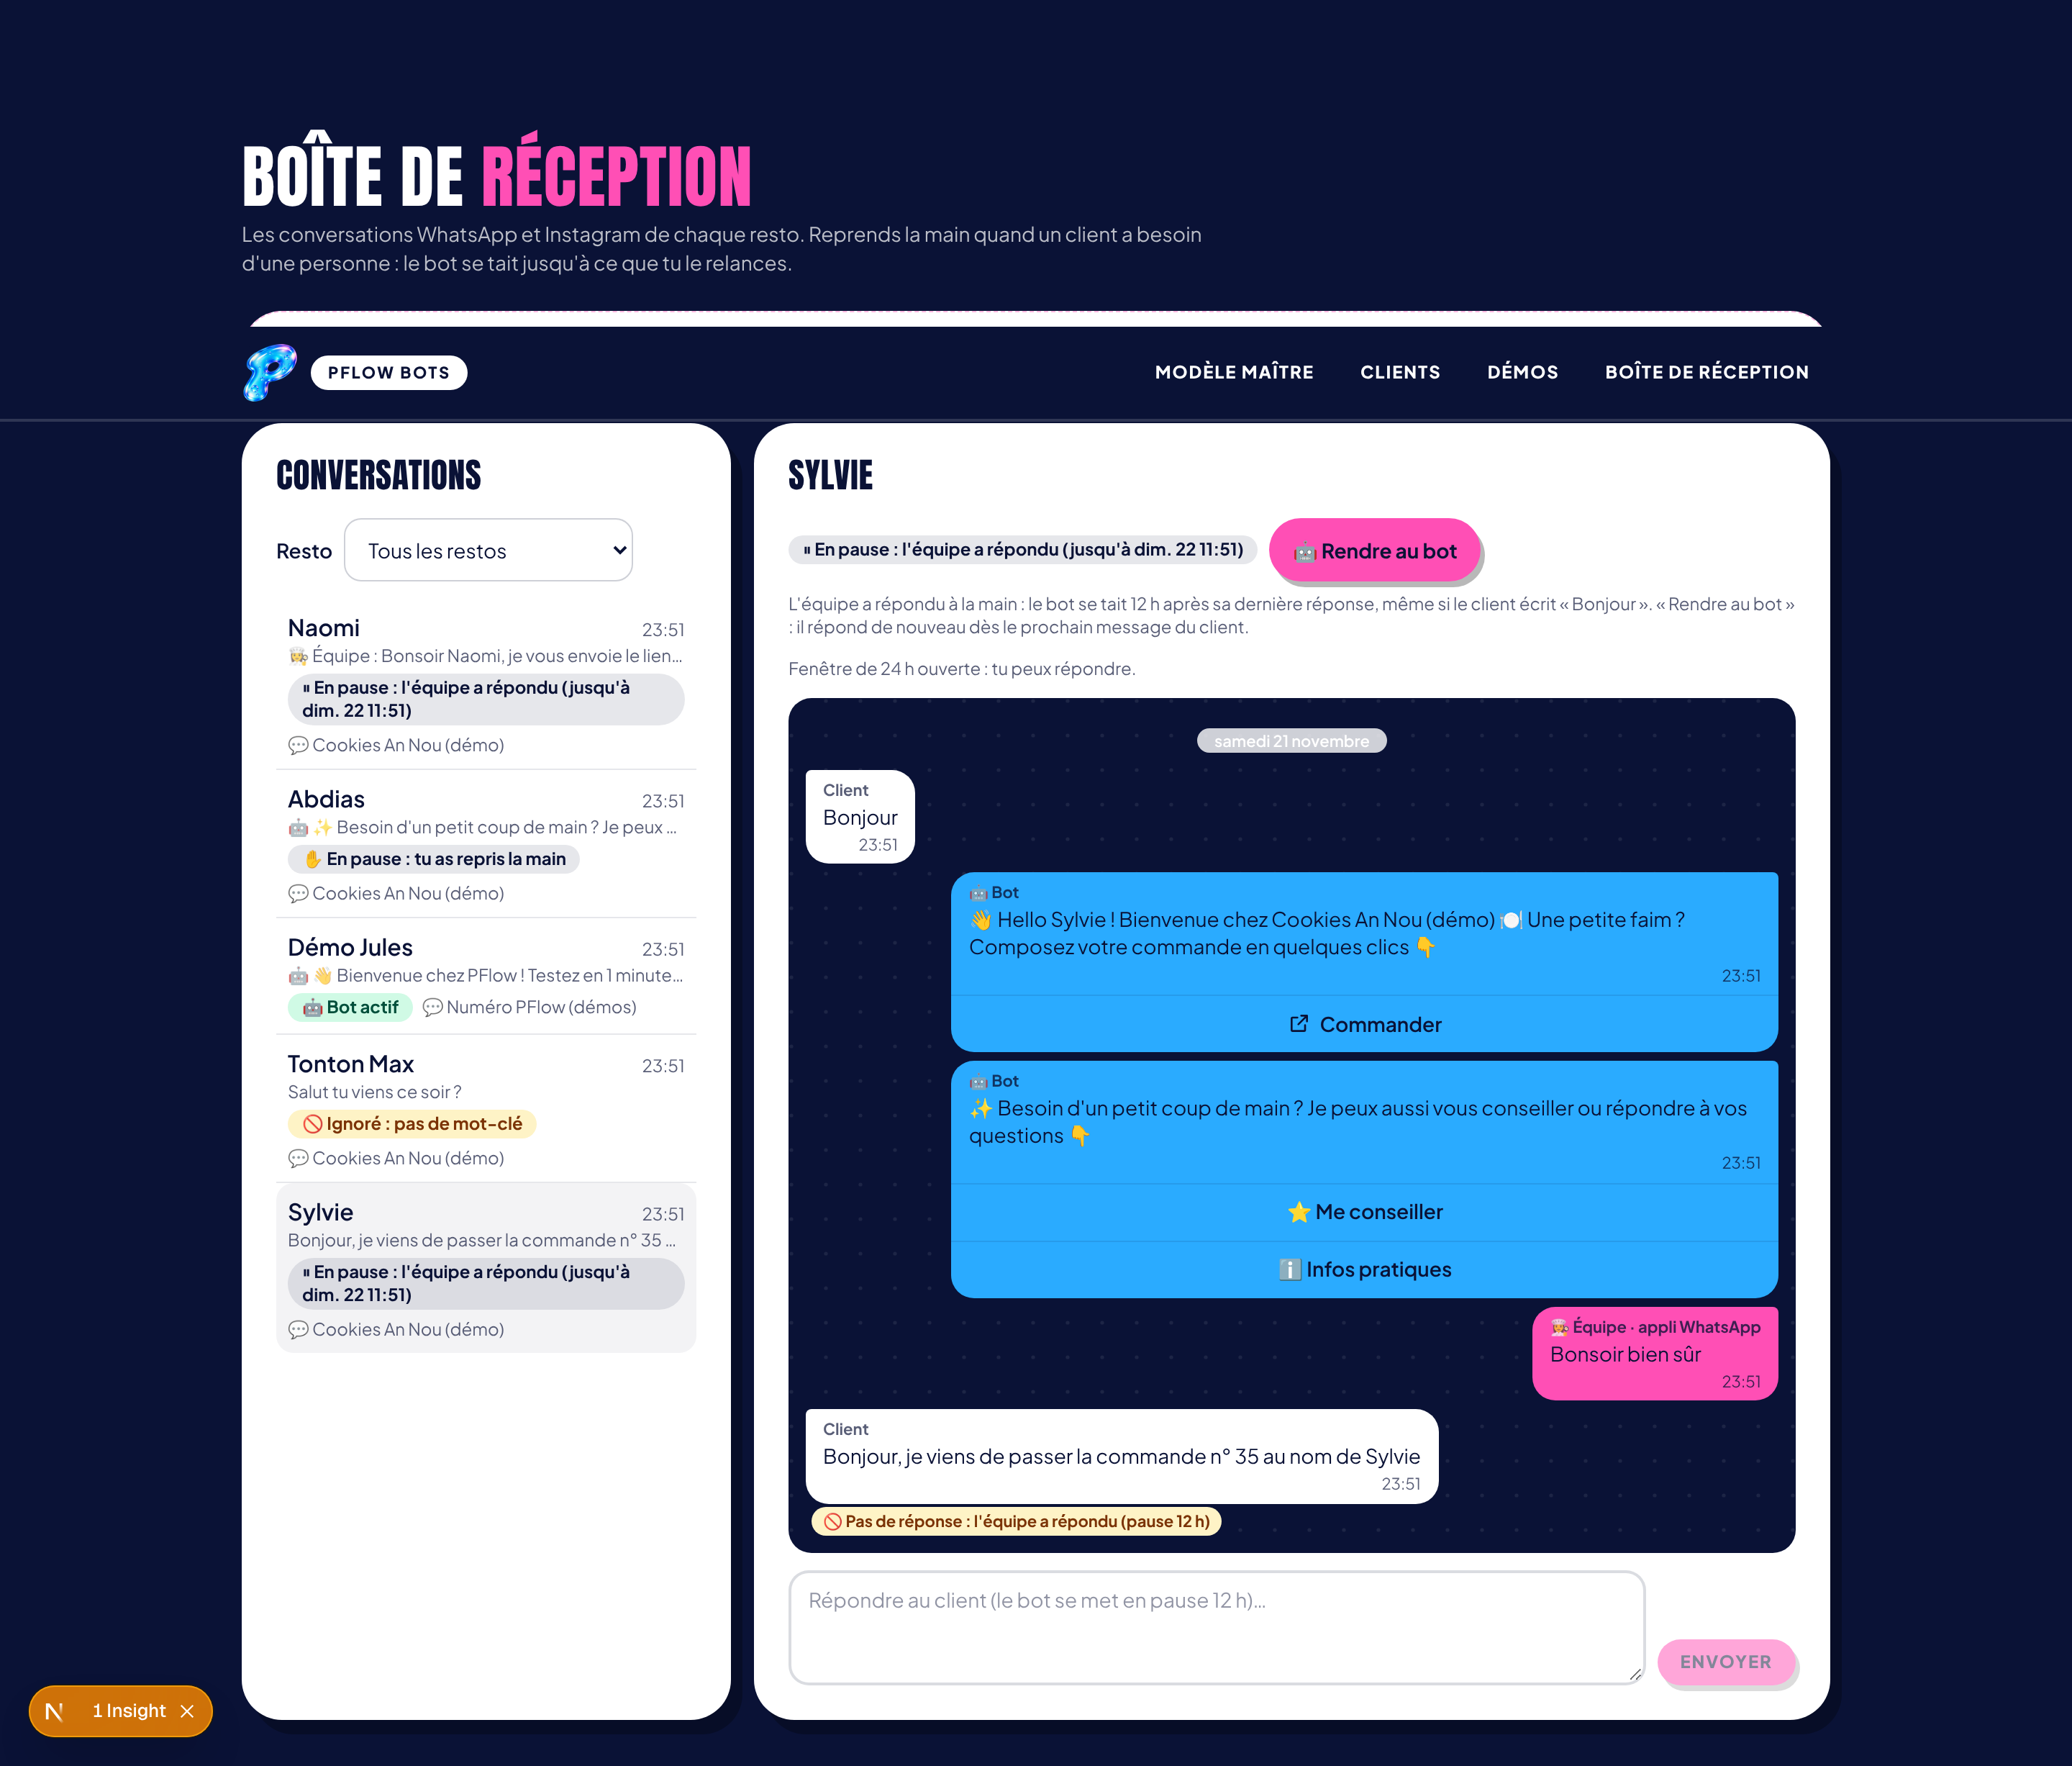 BOÎTE DE RÉCEPTION
Les conversations WhatsApp et Instagram de chaque resto. Reprends la main quand un client a besoin
d'une personne : le bot se tait jusqu'à ce que tu le relances.
PFLOW BOTS
MODÈLE MAÎTRE
CLIENTS
DÉMOS
BOÎTE DE RÉCEPTION
CONVERSATIONS
Resto
Tous les restos
Naomi
23:51
👩‍🍳 Équipe : Bonsoir Naomi, je vous envoie le lien…
⏸ En pause : l'équipe a répondu (jusqu'à
dim. 22 11:51)
💬 Cookies An Nou (démo)
Abdias
23:51
🤖 ✨ Besoin d'un petit coup de main ? Je peux …
✋ En pause : tu as repris la main
💬 Cookies An Nou (démo)
Démo Jules
23:51
🤖 👋 Bienvenue chez PFlow ! Testez en 1 minute…
🤖 Bot actif
💬 Numéro PFlow (démos)
Tonton Max
23:51
Salut tu viens ce soir ?
🚫 Ignoré : pas de mot-clé
💬 Cookies An Nou (démo)
Sylvie
23:51
Bonjour, je viens de passer la commande n° 35 …
⏸ En pause : l'équipe a répondu (jusqu'à
dim. 22 11:51)
💬 Cookies An Nou (démo)
SYLVIE
⏸ En pause : l'équipe a répondu (jusqu'à dim. 22 11:51)
🤖 Rendre au bot
L'équipe a répondu à la main : le bot se tait 12 h après sa dernière réponse, même si le client écrit « Bonjour ». « Rendre au bot »
: il répond de nouveau dès le prochain message du client.
Fenêtre de 24 h ouverte : tu peux répondre.
samedi 21 novembre
Client
Bonjour
23:51
🤖 Bot
👋 Hello Sylvie ! Bienvenue chez Cookies An Nou (démo) 🍽️ Une petite faim ?
Composez votre commande en quelques clics 👇
23:51
Commander
🤖 Bot
✨ Besoin d'un petit coup de main ? Je peux aussi vous conseiller ou répondre à vos
questions 👇
23:51
⭐ Me conseiller
ℹ️ Infos pratiques
👩‍🍳 Équipe · appli WhatsApp
Bonsoir bien sûr
23:51
Client
Bonjour, je viens de passer la commande n° 35 au nom de Sylvie
23:51
🚫 Pas de réponse : l'équipe a répondu (pause 12 h)
Répondre au client (le bot se met en pause 12 h)…
ENVOYER
1 Insight